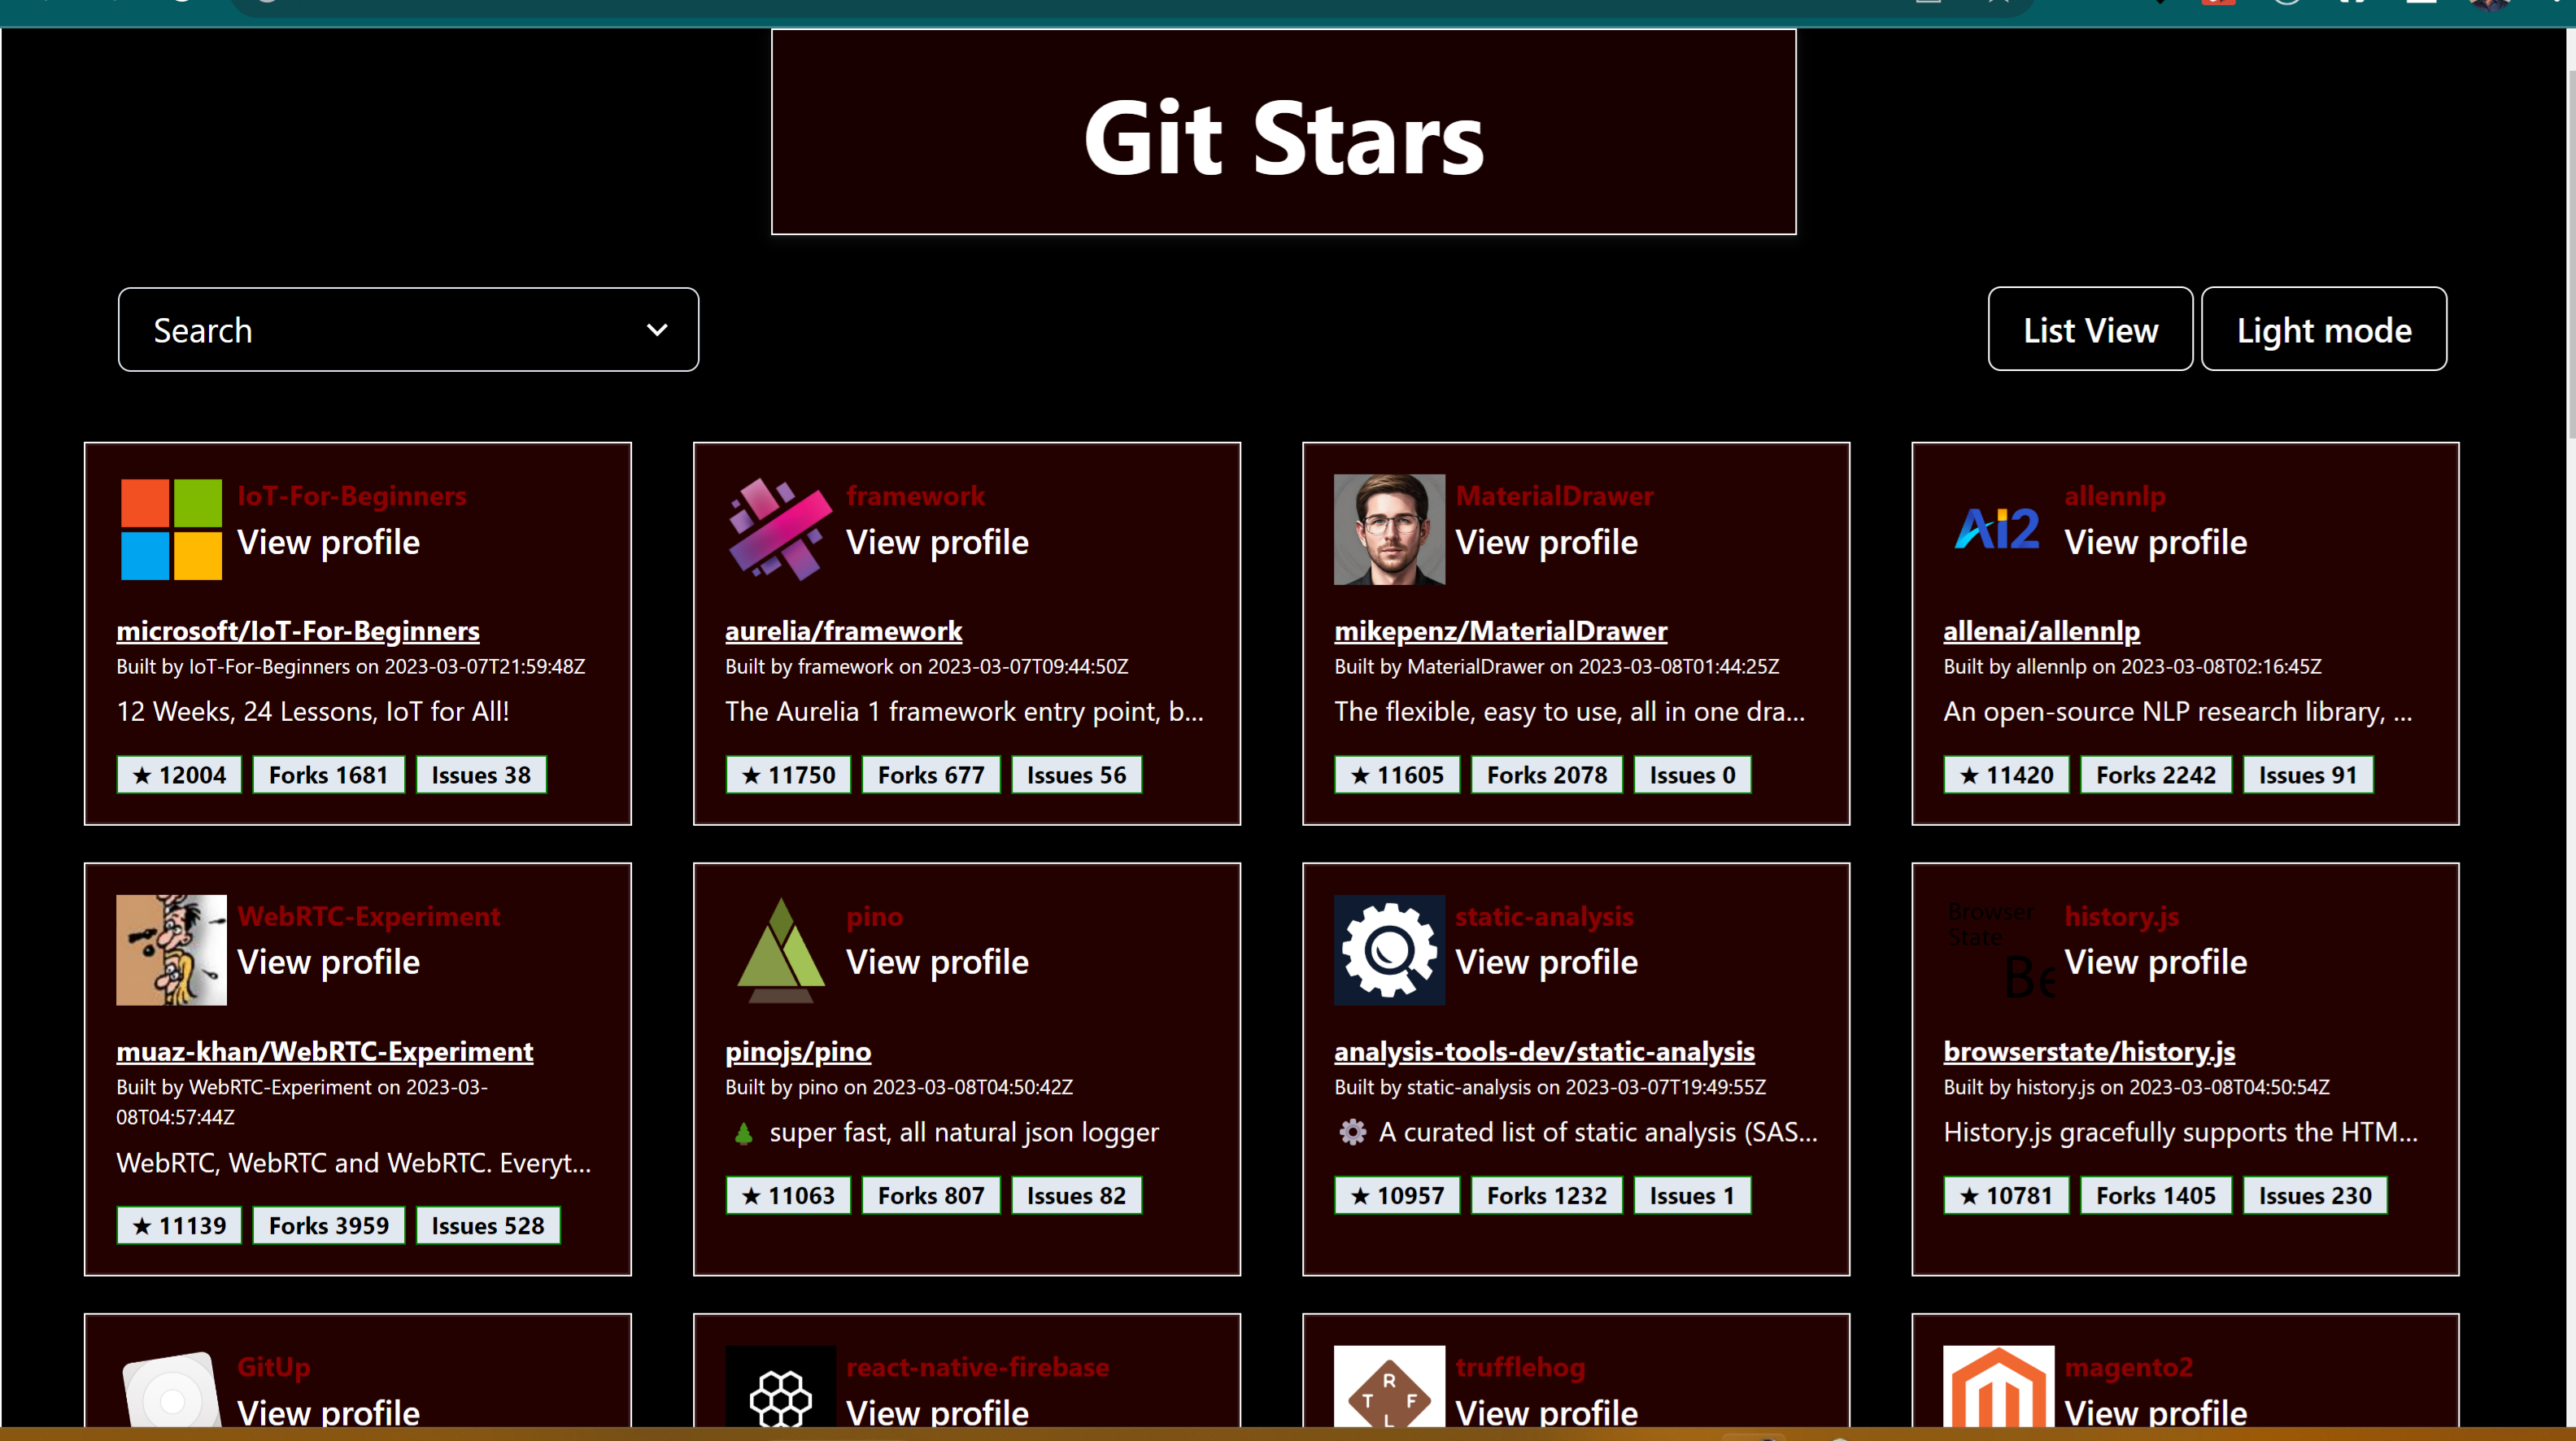 Git Stars
Search
List View
Light mode
IoT-For-Beginners
View profile
microsoft/IoT-For-Beginners
Built by IoT-For-Beginners on 2023-03-07T21:59:48Z
12 Weeks, 24 Lessons, IoT for All!
★ 12004 Forks 1681 Issues 38
framework
View profile
aurelia/framework
Built by framework on 2023-03-07T09:44:50Z
The Aurelia 1 framework entry point, b...
★ 11750 Forks 677 Issues 56
MaterialDrawer
View profile
mikepenz/MaterialDrawer
Built by MaterialDrawer on 2023-03-08T01:44:25Z
The flexible, easy to use, all in one dra...
★ 11605 Forks 2078 Issues 0
Ai2
allennlp
View profile
allenai/allennlp
Built by allennlp on 2023-03-08T02:16:45Z
An open-source NLP research library, ...
★ 11420 Forks 2242 Issues 91
WebRTC-Experiment
View profile
muaz-khan/WebRTC-Experiment
Built by WebRTC-Experiment on 2023-03-
08T04:57:44Z
WebRTC, WebRTC and WebRTC. Everyt...
★ 11139 Forks 3959 Issues 528
pino
View profile
pinojs/pino
Built by pino on 2023-03-08T04:50:42Z
🌲 super fast, all natural json logger
★ 11063 Forks 807 Issues 82
static-analysis
View profile
analysis-tools-dev/static-analysis
Built by static-analysis on 2023-03-07T19:49:55Z
⚙️ A curated list of static analysis (SAS...
★ 10957 Forks 1232 Issues 1
Browser
State
Be
history.js
View profile
browserstate/history.js
Built by history.js on 2023-03-08T04:50:54Z
History.js gracefully supports the HTM...
★ 10781 Forks 1405 Issues 230
GitUp
View profile
react-native-firebase
View profile
R
T F
L
trufflehog
View profile
magento2
View profile